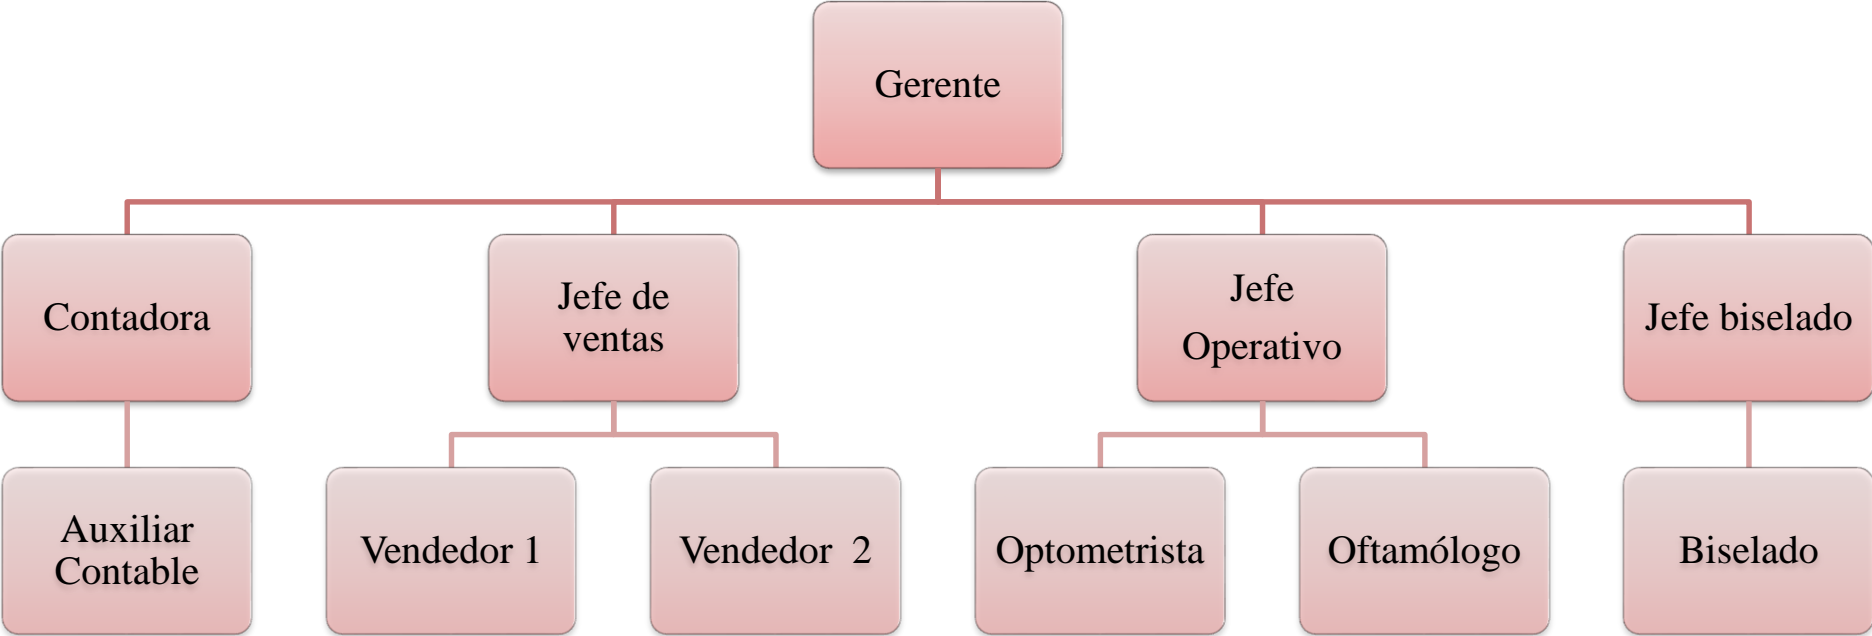 Gerente
Contadora
Jefe de
ventas
Jefe
Operativo
Jefe biselado
Auxiliar
Contable
Vendedor 1
Vendedor  2
Optometrista
Oftamólogo
Biselado